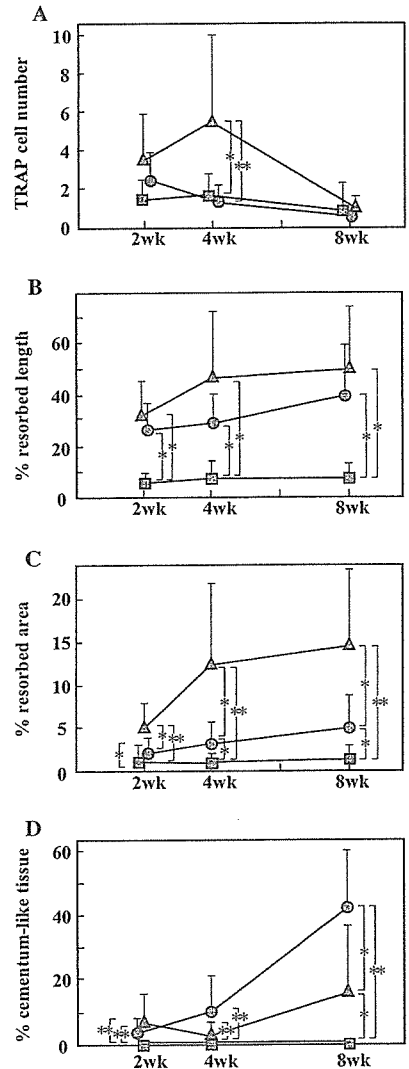 A
TRAP cell number
10
8
6
4
2
0
* **
2wk 4wk 8wk
B
% resorbed length
60
40
20
0
* * * * * *
2wk 4wk 8wk
C
% resorbed area
20
15
10
5
0
* * ** * ** * * ** *
2wk 4wk 8wk
D
% cementum-like tissue
60
40
20
0
** ** ** ** * ** *
2wk 4wk 8wk